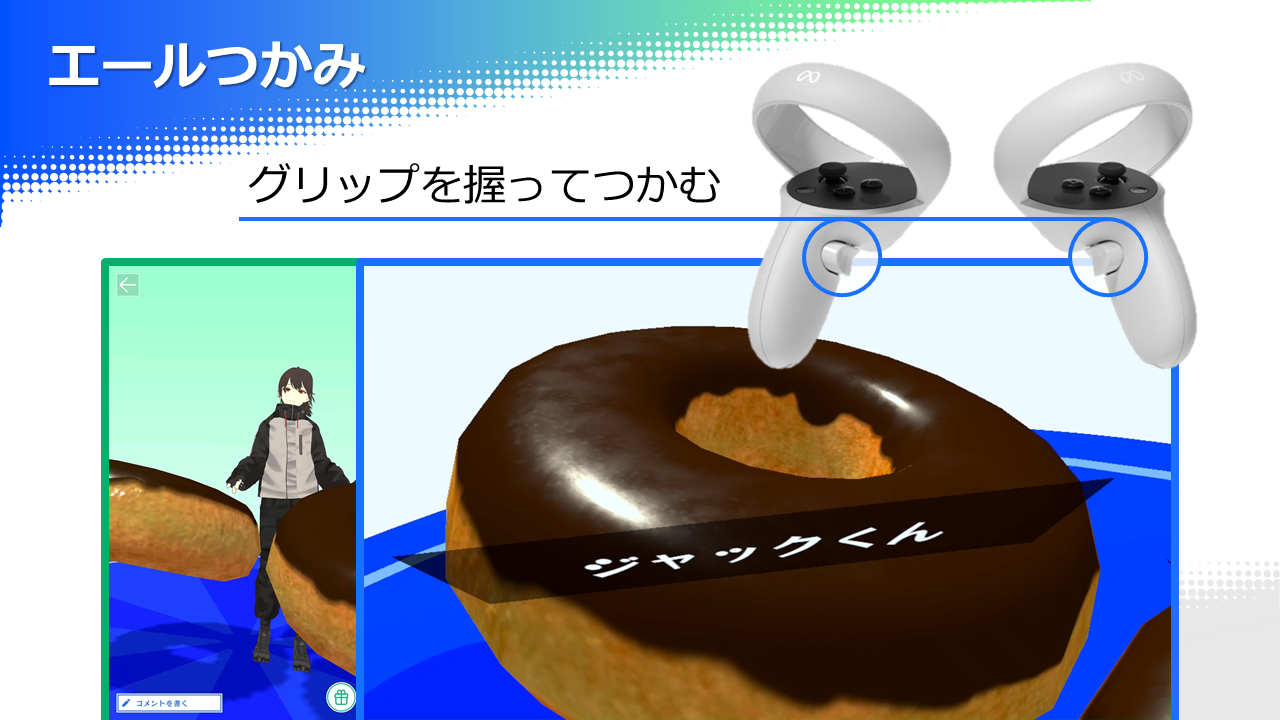 エールつかみ
グリップを握ってつかむ
ジャックくん
コメントを書く